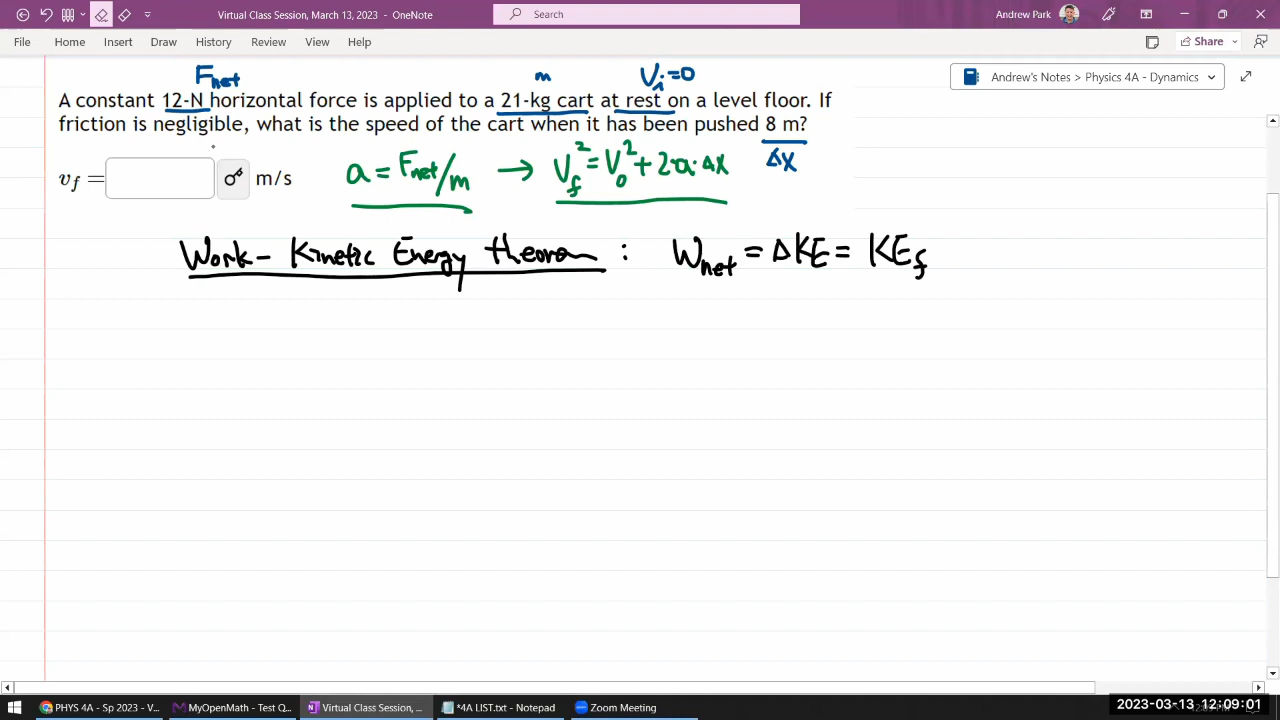 Virtual Class Session, March 13, 2023 - OneNote
Search
Andrew Park
File Home Insert Draw History Review View Help
Share
Andrew's Notes > Physics 4A - Dynamics
Fnet m Vi=0
A constant 12-N horizontal force is applied to a 21-kg cart at rest on a level floor. If
friction is negligible, what is the speed of the cart when it has been pushed 8 m?
Δx
vf = m/s
a = Fnet/m → Vf² = V0² + 2·a·Δx
Work - Kinetic Energy theorem : Wnet = ΔKE = KEf
PHYS 4A - Sp 2023 - V...
MyOpenMath - Test Q...
Virtual Class Session, ...
*4A LIST.txt - Notepad
Zoom Meeting
2023-03-13 12:09:01